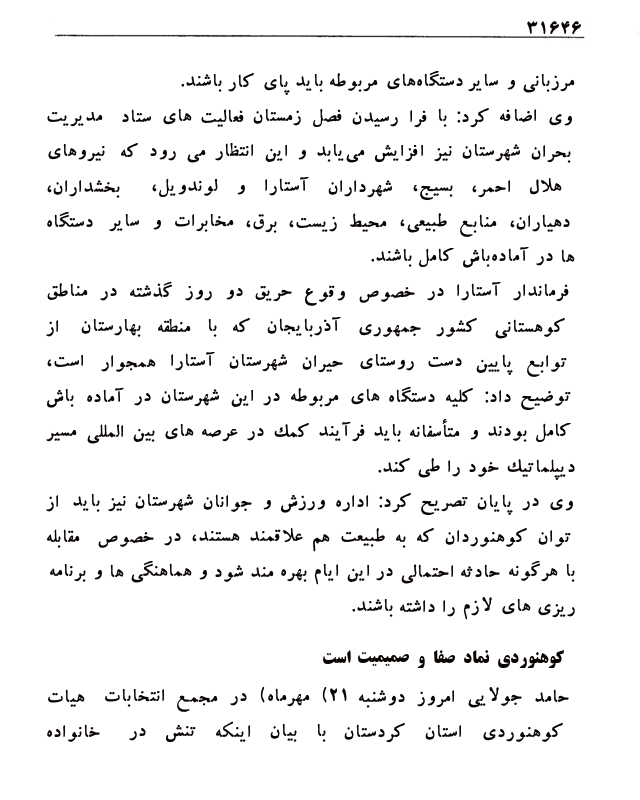 ۳۱۶۴۶
مرزبانی و سایر دستگاه‌های مربوطه باید پای کار باشند.
وی اضافه کرد: با فرا رسیدن فصل زمستان فعالیت های ستاد مدیریت
بحران شهرستان نیز افزایش می‌یابد و این انتظار می رود که نیروهای
هلال احمر، بسیج، شهرداران آستارا و لوندویل، بخشداران،
دهیاران، منابع طبیعی، محیط زیست، برق، مخابرات و سایر دستگاه
ها در آماده‌باش کامل باشند.
فرماندار آستارا در خصوص وقوع حریق دو روز گذشته در مناطق
کوهستانی کشور جمهوری آذربایجان که با منطقه بهارستان از
توابع پایین دست روستای حیران شهرستان آستارا همجوار است،
توضیح داد: کلیه دستگاه های مربوطه در این شهرستان در آماده باش
کامل بودند و متأسفانه باید فرآیند کمك در عرصه های بین المللی مسیر
دیپلماتیك خود را طی کند.
وی در پایان تصریح کرد: اداره ورزش و جوانان شهرستان نیز باید از
توان کوهنوردان که به طبیعت هم علاقمند هستند، در خصوص مقابله
با هرگونه حادثه احتمالی در این ایام بهره مند شود و هماهنگی ها و برنامه
ریزی های لازم را داشته باشند.
کوهنوردی نماد صفا و صمیمیت است
حامد جولایی امروز دوشنبه ۲۱) مهرماه) در مجمع انتخابات هیات
کوهنوردی استان کردستان با بیان اینکه تنش در خانواده